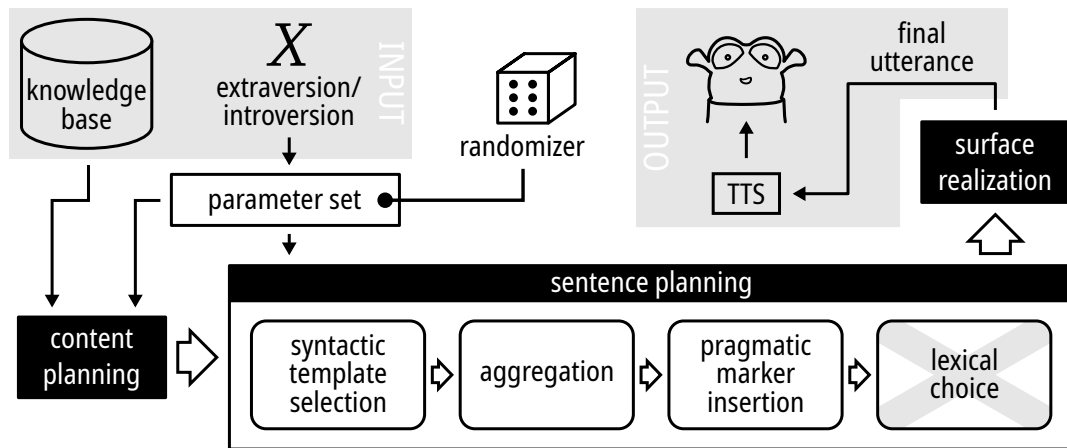 knowledge
base
X
extraversion/
introversion
INPUT
randomizer
parameter set
OUTPUT
final
utterance
TTS
surface
realization
content
planning
sentence planning
syntactic
template
selection
aggregation
pragmatic
marker
insertion
lexical
choice